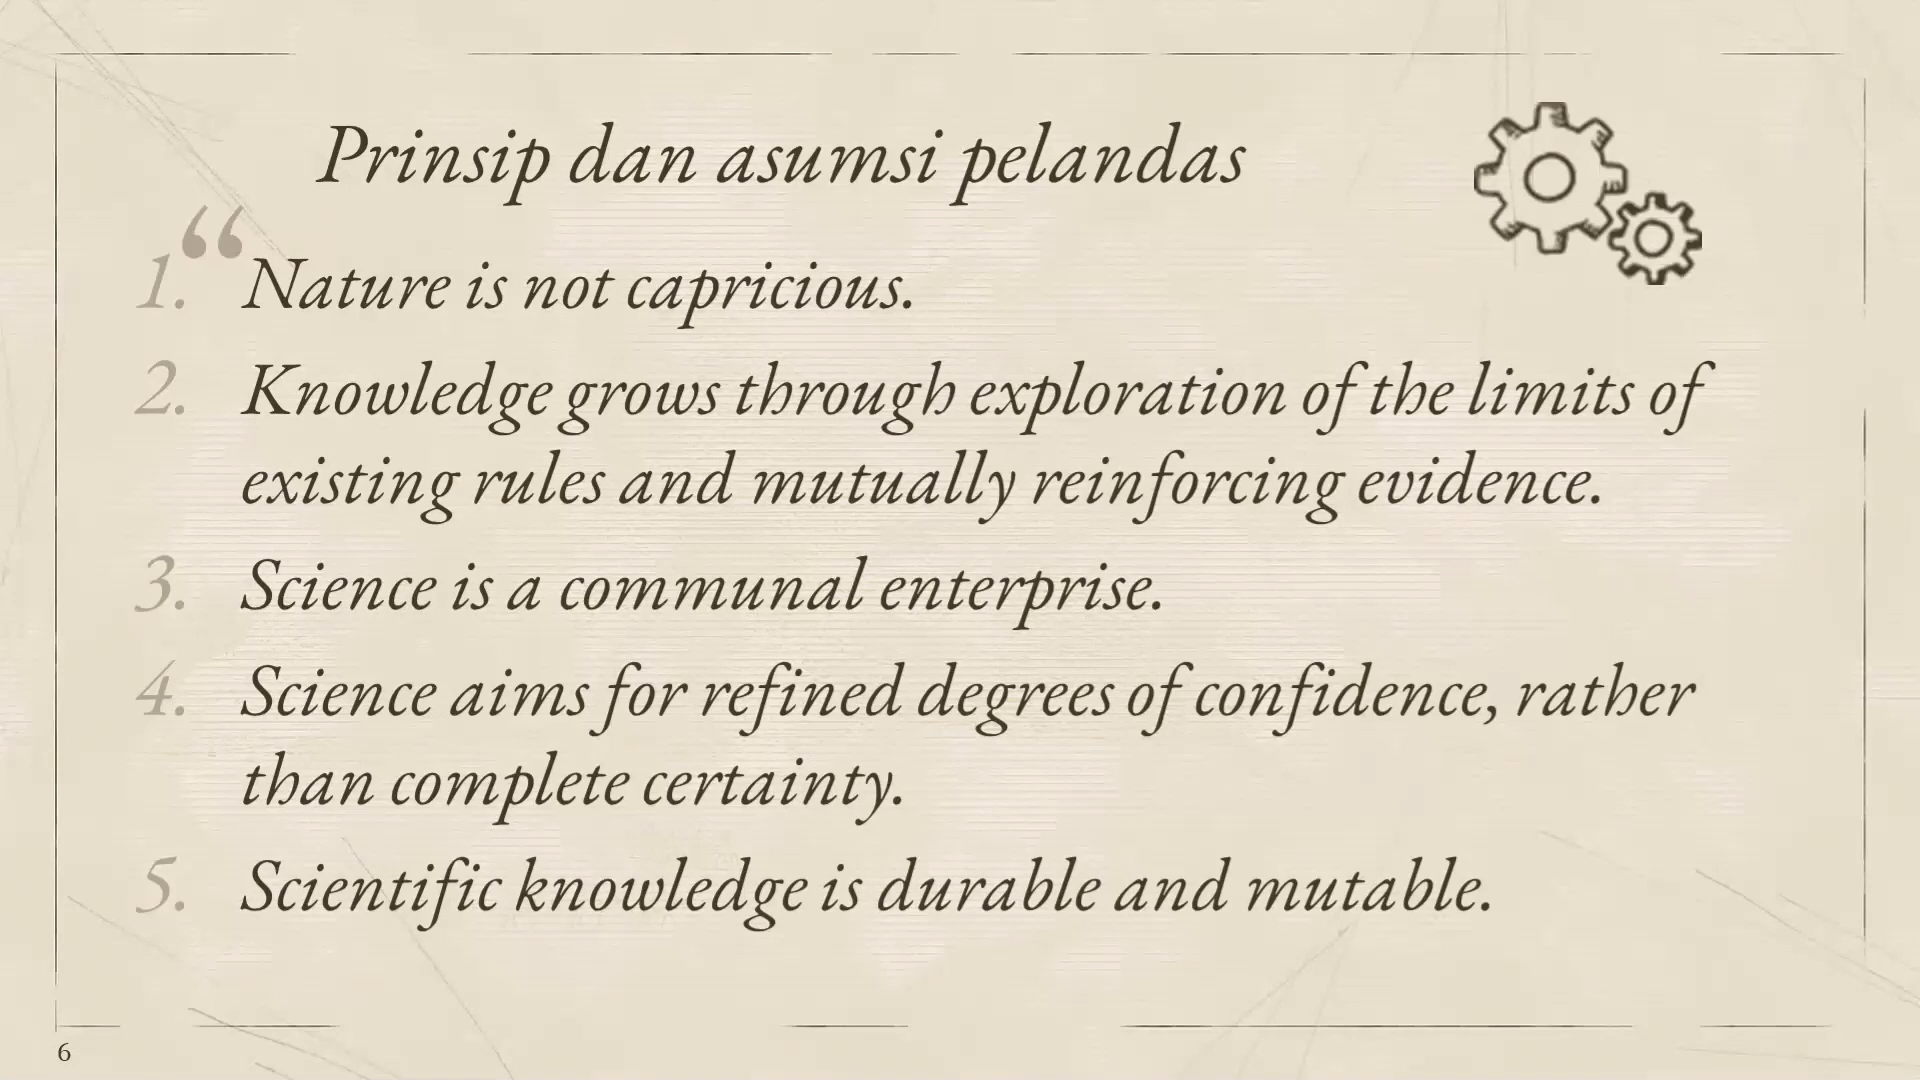 Prinsip dan asumsi pelandas
“
1. Nature is not capricious.
2. Knowledge grows through exploration of the limits of
existing rules and mutually reinforcing evidence.
3. Science is a communal enterprise.
4. Science aims for refined degrees of confidence, rather
than complete certainty.
5. Scientific knowledge is durable and mutable.
6